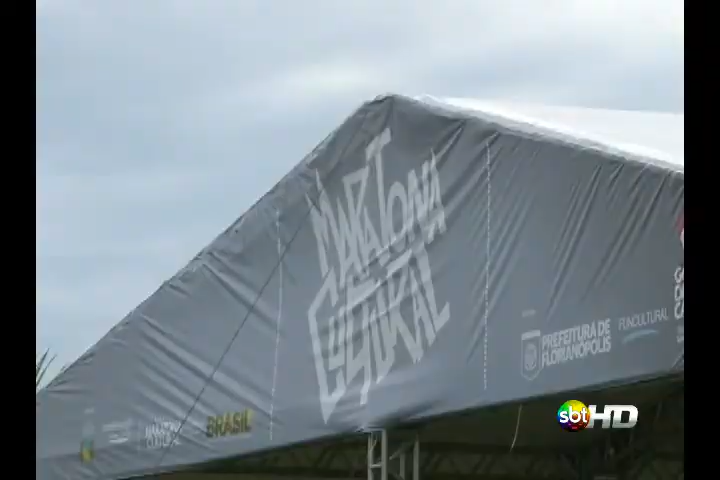 MARATONA
CULTURAL
PREFEITURA DE
FLORIANÓPOLIS
FUNCULTURAL
BRASIL
sbt HD